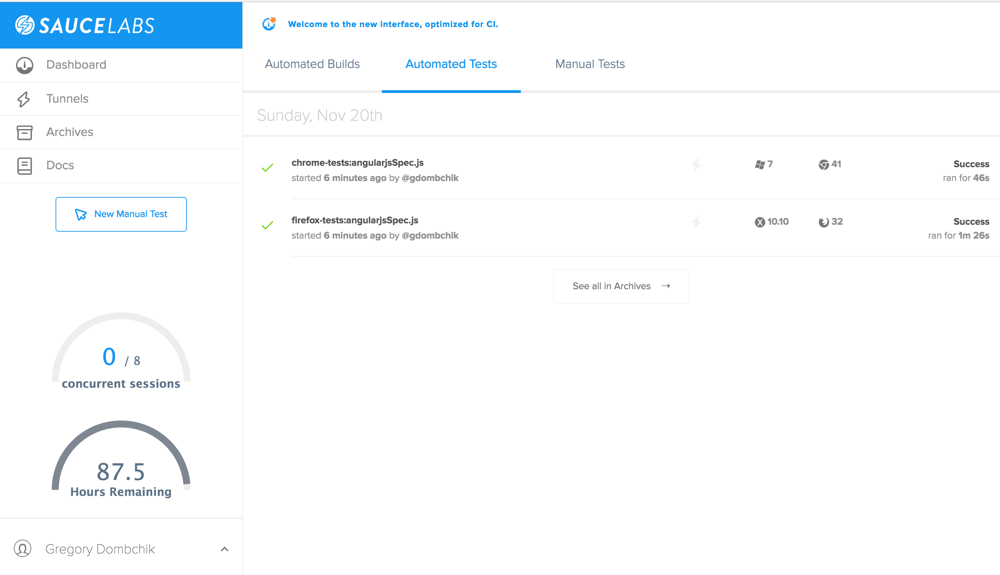 SAUCELABS
Dashboard
Tunnels
Archives
Docs
New Manual Test
0 / 8
concurrent sessions
87.5
Hours Remaining
Gregory Dombchik
Welcome to the new interface, optimized for CI.
Automated Builds Automated Tests Manual Tests
Sunday, Nov 20th
chrome-tests:angularjsSpec.js 7 41 Success
started 6 minutes ago by @gdombchik ran for 46s
firefox-tests:angularjsSpec.js 10.10 32 Success
started 6 minutes ago by @gdombchik ran for 1m 26s
See all in Archives →